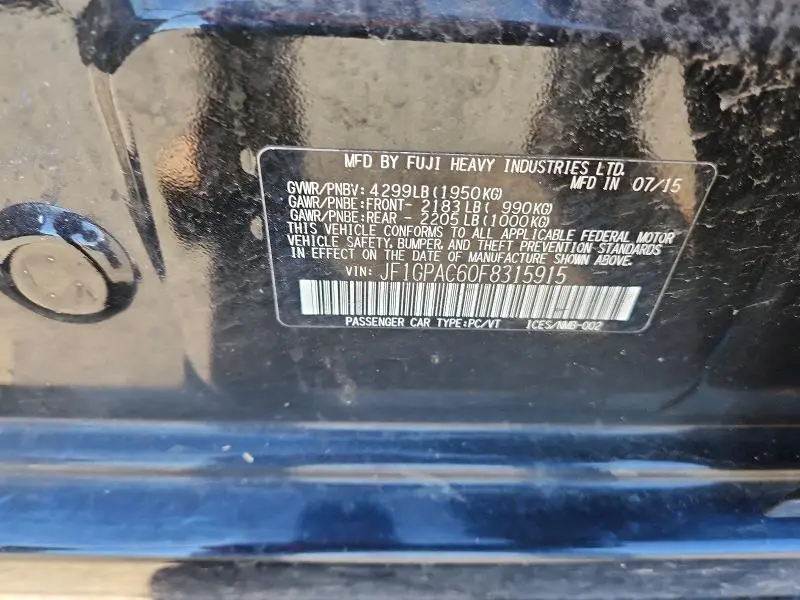 MFD BY FUJI HEAVY INDUSTRIES LTD.
MFD IN 07/15
GVWR/PNBV: 4299LB(1950KG)
GAWR/PNBE:FRONT- 2183LB( 990KG)
GAWR/PNBE:REAR - 2205LB(1000KG)
THIS VEHICLE CONFORMS TO ALL APPLICABLE FEDERAL MOTOR
VEHICLE SAFETY, BUMPER, AND THEFT PREVENTION STANDARDS
IN EFFECT ON THE DATE OF MANUFACTURE SHOWN ABOVE.
VIN: JF1GPAC60F8315915
PASSENGER CAR TYPE:PC/VT ICES/NMB-002